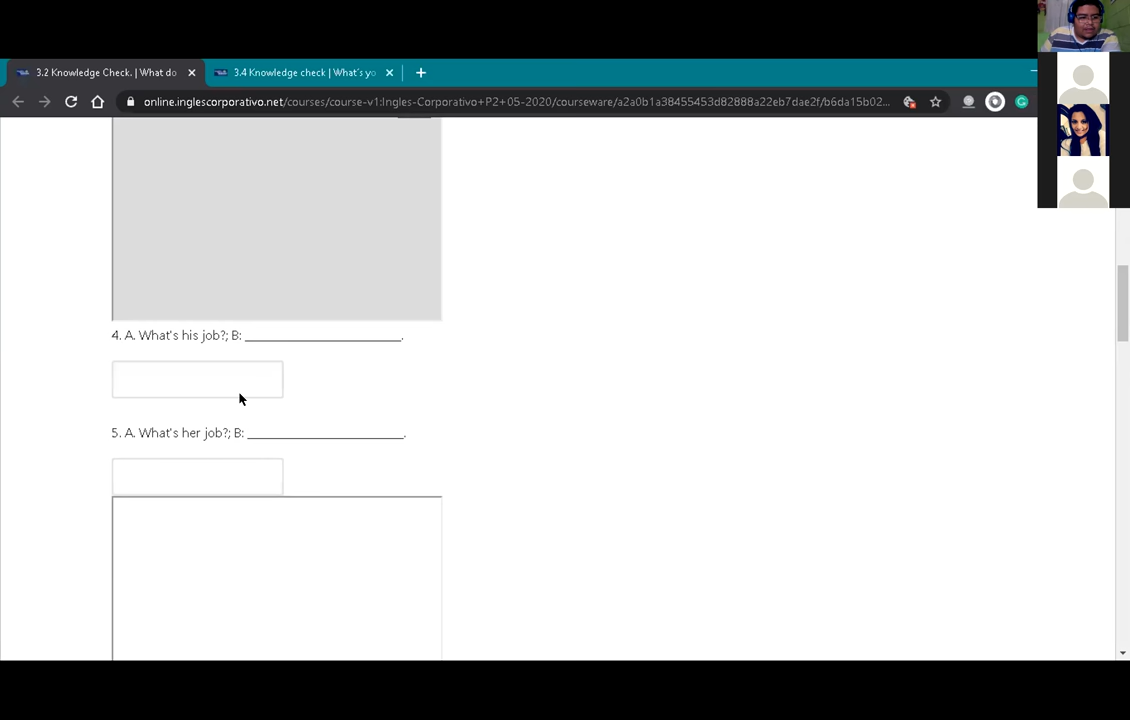 3.2 Knowledge Check. | What do
3.4 Knowledge check | What's yo
online.inglescorporativo.net/courses/course-v1:Ingles-Corporativo+P2+05-2020/courseware/a2a0b1a38455453d82888a22eb7dae2f/b6da15b02...
4. A. What's his job?; B: ______________________.
5. A. What's her job?; B: ______________________.